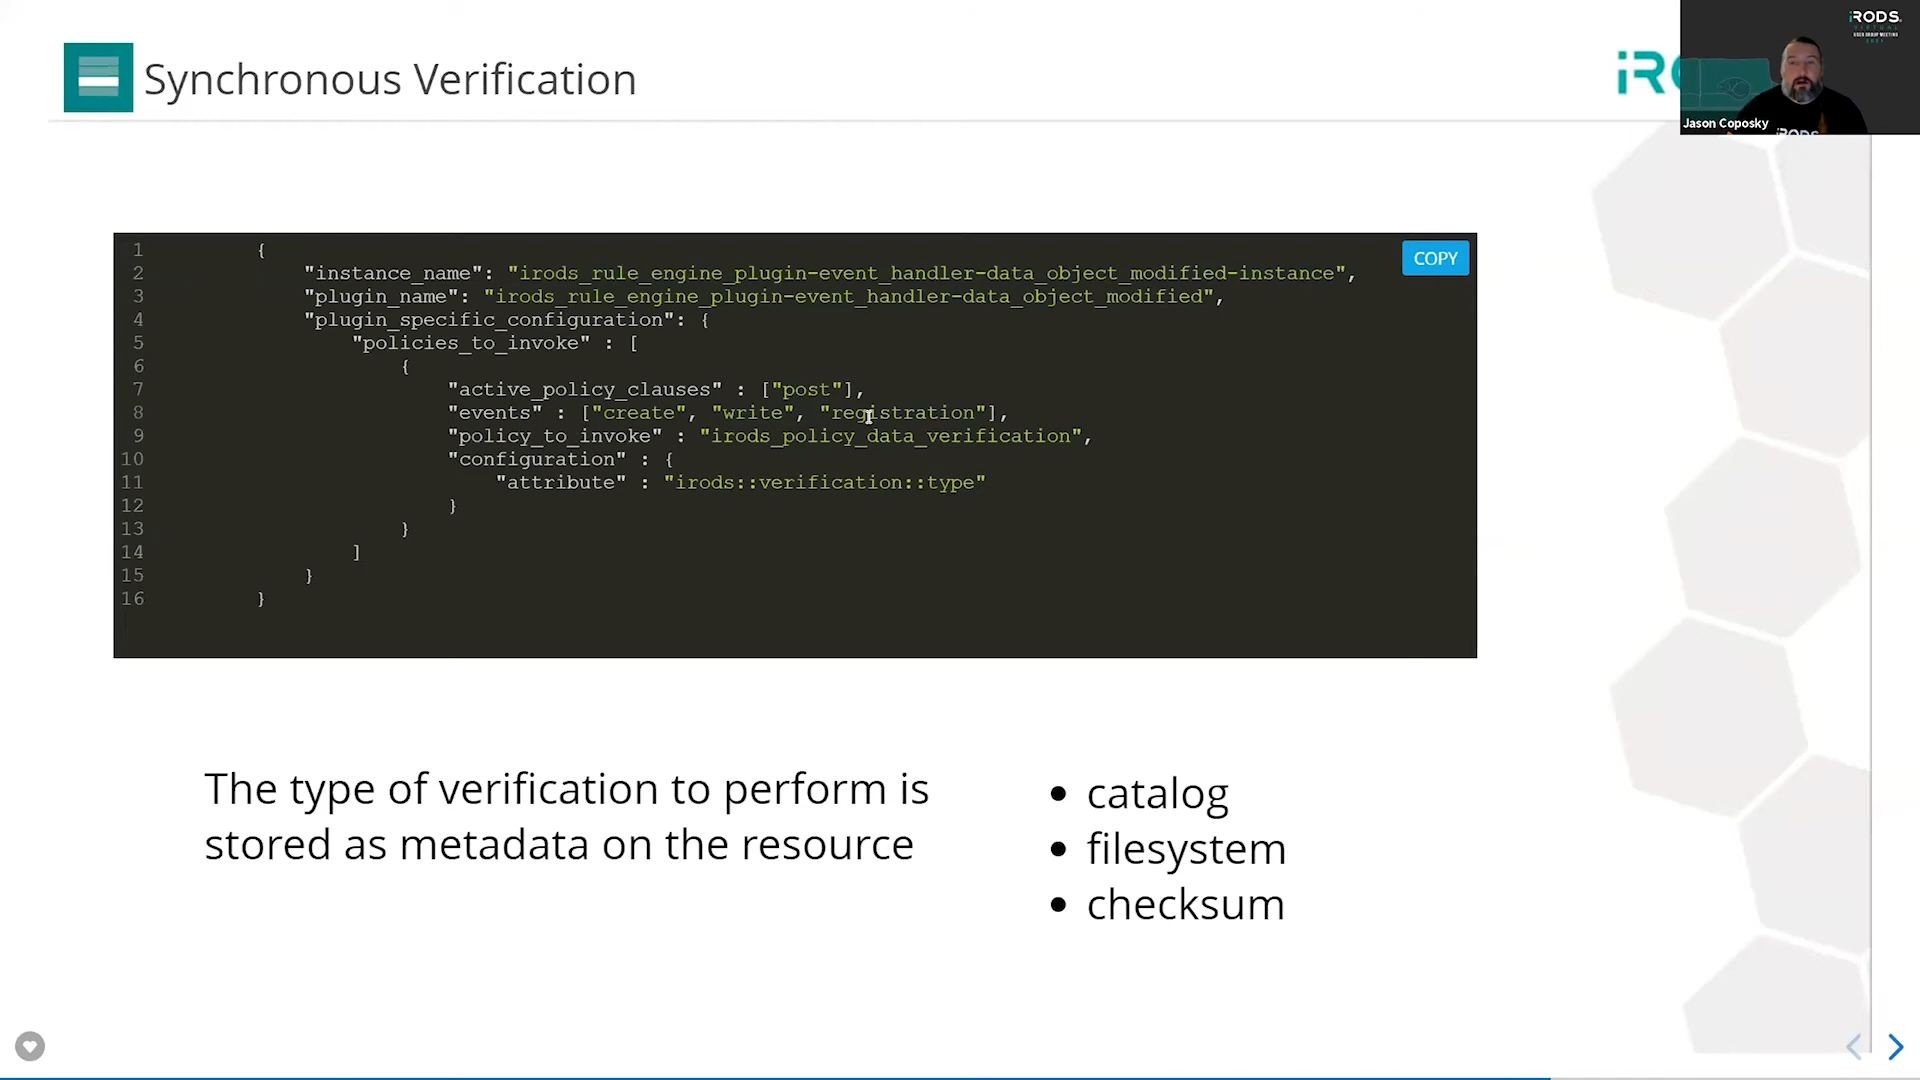 Synchronous Verification
iRO
iRODS
Jason Coposky
iRODS
COPY
1 {
2 "instance_name": "irods_rule_engine_plugin-event_handler-data_object_modified-instance",
3 "plugin_name": "irods_rule_engine_plugin-event_handler-data_object_modified",
4 "plugin_specific_configuration": {
5 "policies_to_invoke" : [
6 {
7 "active_policy_clauses" : ["post"],
8 "events" : ["create", "write", "registration"],
9 "policy_to_invoke" : "irods_policy_data_verification",
10 "configuration" : {
11 "attribute" : "irods::verification::type"
12 }
13 }
14 ]
15 }
16 }
The type of verification to perform is
stored as metadata on the resource
• catalog
• filesystem
• checksum